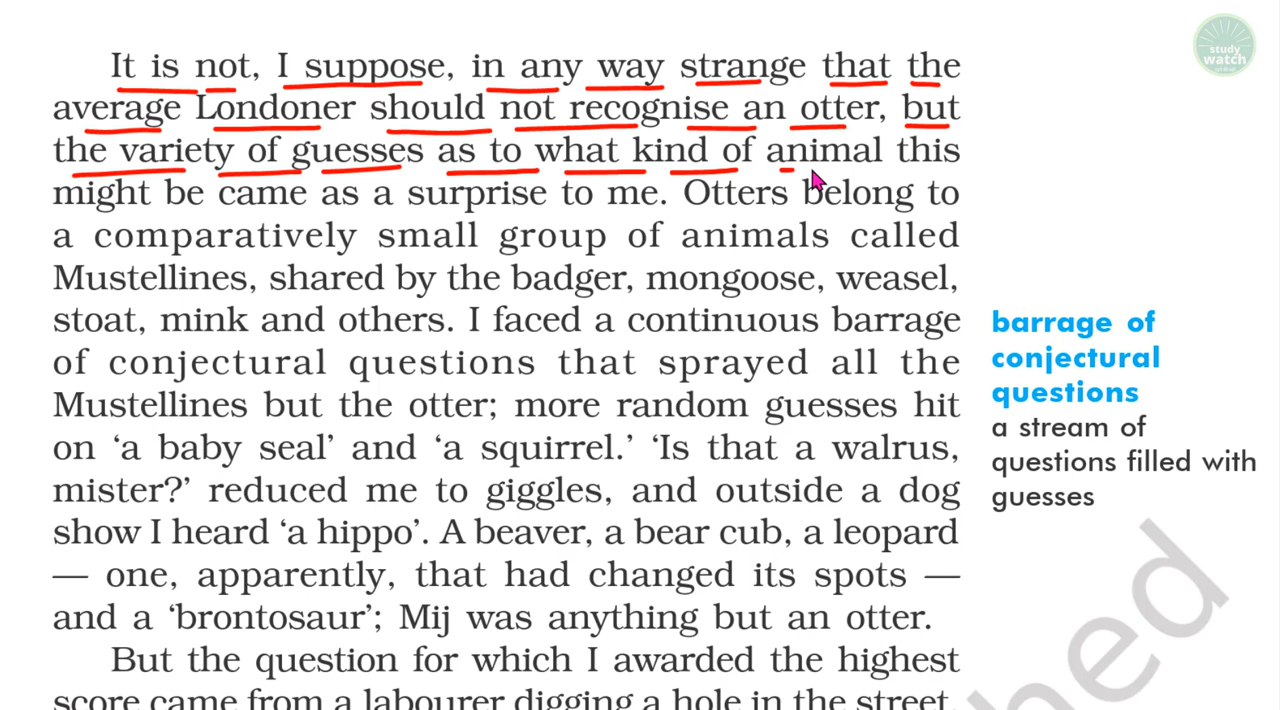 study
watch
It is not, I suppose, in any way strange that the
average Londoner should not recognise an otter, but
the variety of guesses as to what kind of animal this
might be came as a surprise to me. Otters belong to
a comparatively small group of animals called
Mustellines, shared by the badger, mongoose, weasel,
stoat, mink and others. I faced a continuous barrage
of conjectural questions that sprayed all the
Mustellines but the otter; more random guesses hit
on ‘a baby seal’ and ‘a squirrel.’ ‘Is that a walrus,
mister?’ reduced me to giggles, and outside a dog
show I heard ‘a hippo’. A beaver, a bear cub, a leopard
— one, apparently, that had changed its spots —
and a ‘brontosaur’; Mij was anything but an otter.
But the question for which I awarded the highest
score came from a labourer digging a hole in the street.
barrage of
conjectural
questions
a stream of
questions filled with
guesses
hed